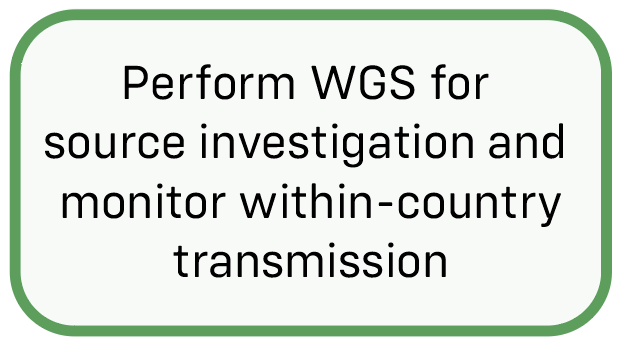 Perform WGS for
source investigation and
monitor within-country
transmission